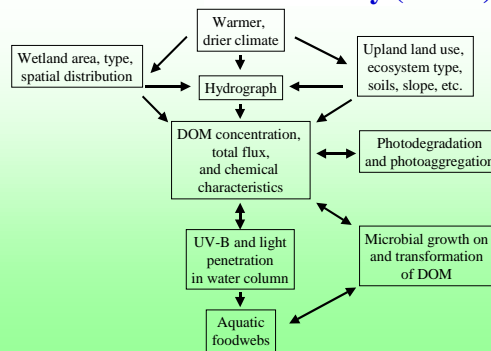 Warmer,
drier climate
Wetland area, type,
spatial distribution
Upland land use,
ecosystem type,
soils, slope, etc.
Hydrograph
DOM concentration,
total flux,
and chemical
characteristics
Photodegradation
and photoaggregation
UV-B and light
penetration
in water column
Microbial growth on
and transformation
of DOM
Aquatic
foodwebs